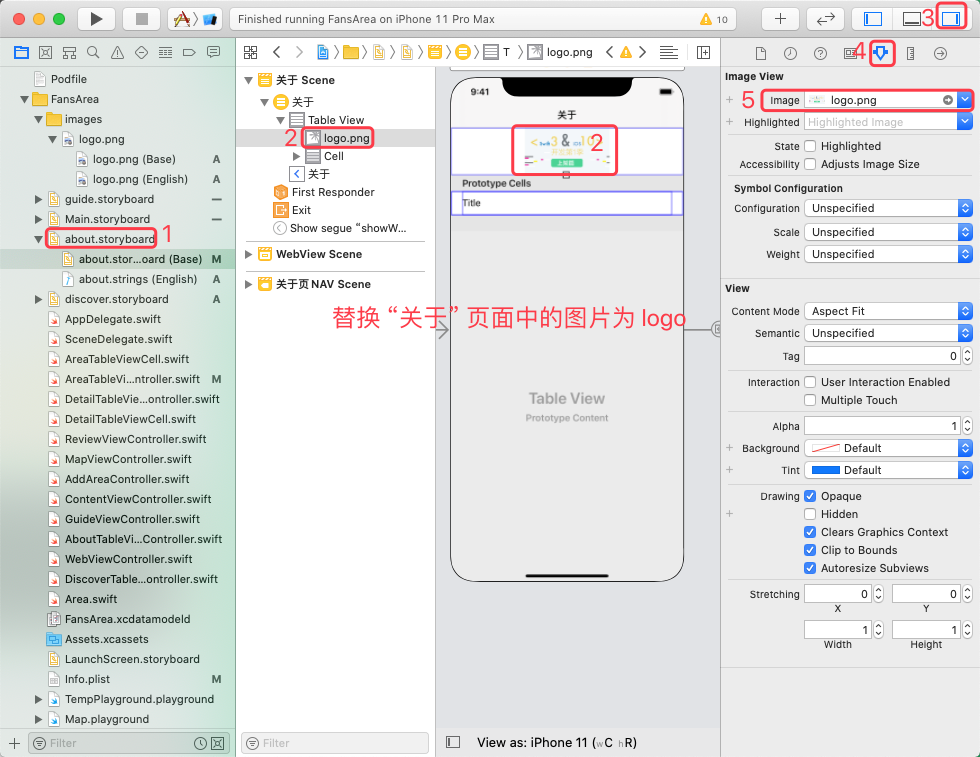 Finished running FansArea on iPhone 11 Pro Max
10
3
T
logo.png
4
Podfile
FansArea
images
logo.png
logo.png (Base) A
logo.png (English) A
guide.storyboard
Main.storyboard
about.storyboard 1
about.stor...oard (Base) M
about.strings (English) A
discover.storyboard A
AppDelegate.swift
SceneDelegate.swift
AreaTableViewCell.swift
AreaTableVi...ntroller.swift M
DetailTableVie...ontroller.swift
DetailTableViewCell.swift
ReviewViewController.swift
MapViewController.swift
AddAreaController.swift
ContentViewController.swift
GuideViewController.swift
AboutTableVi...Controller.swift
WebViewController.swift
DiscoverTable...ontroller.swift
Area.swift
FansArea.xcdatamodeld
Assets.xcassets
LaunchScreen.storyboard
Info.plist M
TempPlayground.playground
Map.playground
Filter
关于 Scene
关于
Table View
2 logo.png
Cell
关于
First Responder
Exit
Show segue “showW...
WebView Scene
关于页 NAV Scene
Filter
9:41
关于
2
Prototype Cells
Title
替换 “关于” 页面中的图片为 logo
Table View
Prototype Content
View as: iPhone 11 (wC hR)
Image View
5 Image logo.png
Highlighted Highlighted Image
State Highlighted
Accessibility Adjusts Image Size
Symbol Configuration
Configuration Unspecified
Scale Unspecified
Weight Unspecified
View
Content Mode Aspect Fit
Semantic Unspecified
Tag 0
Interaction User Interaction Enabled
Multiple Touch
Alpha 1
Background Default
Tint Default
Drawing Opaque
Hidden
Clears Graphics Context
Clip to Bounds
Autoresize Subviews
Stretching 0 0
X Y
1 1
Width Height